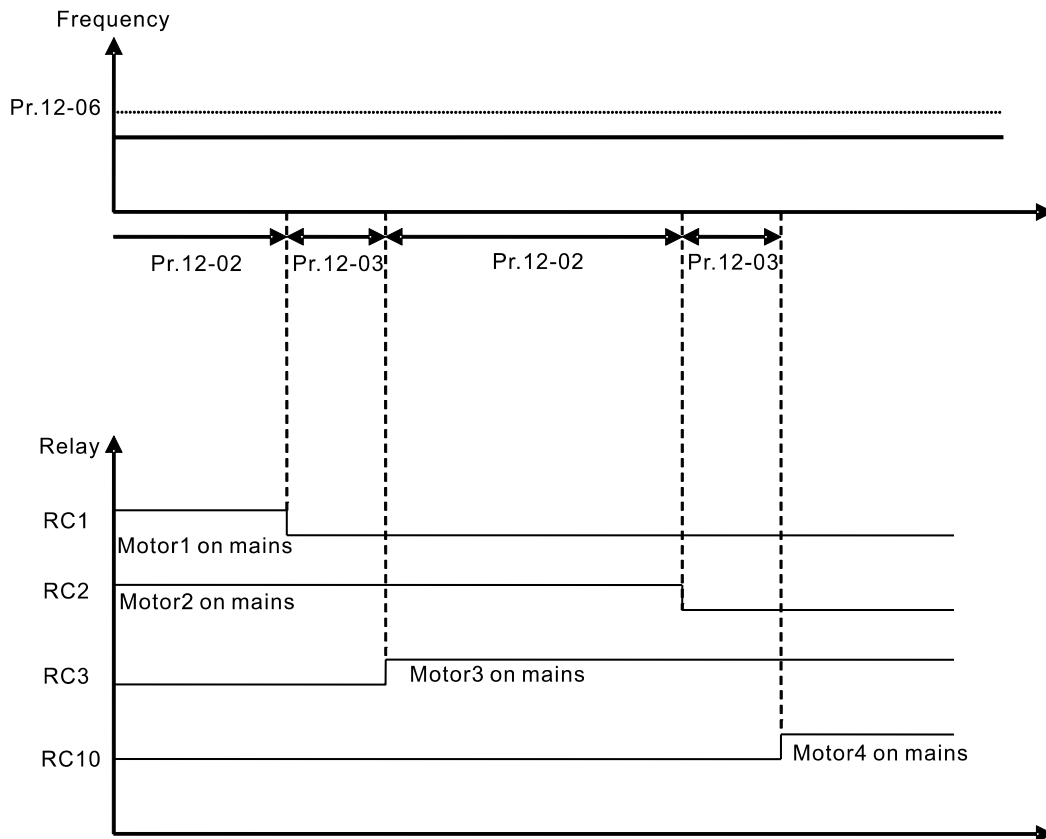 Frequency
Pr.12-06
Pr.12-02 Pr.12-03 Pr.12-02 Pr.12-03
Relay
RC1
Motor1 on mains
RC2
Motor2 on mains
RC3
Motor3 on mains
RC10
Motor4 on mains